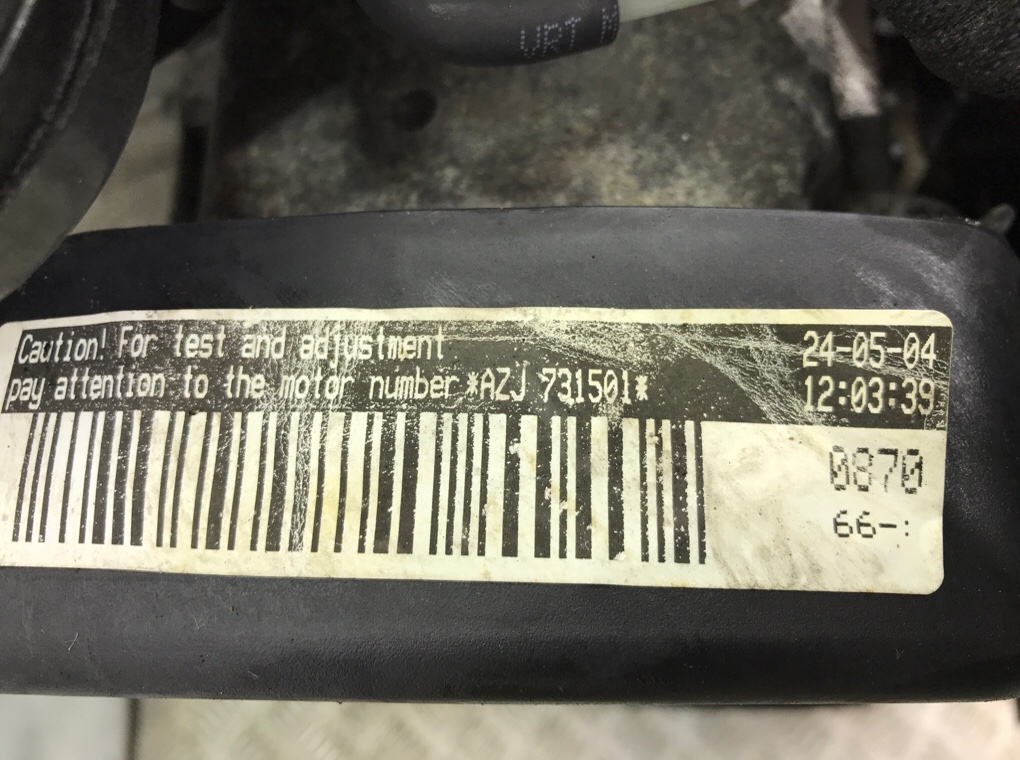 VRT
Caution! For test and adjustment
pay attention to the motor number *AZJ 731501*
24-05-04
12:03:39
0870
66-: